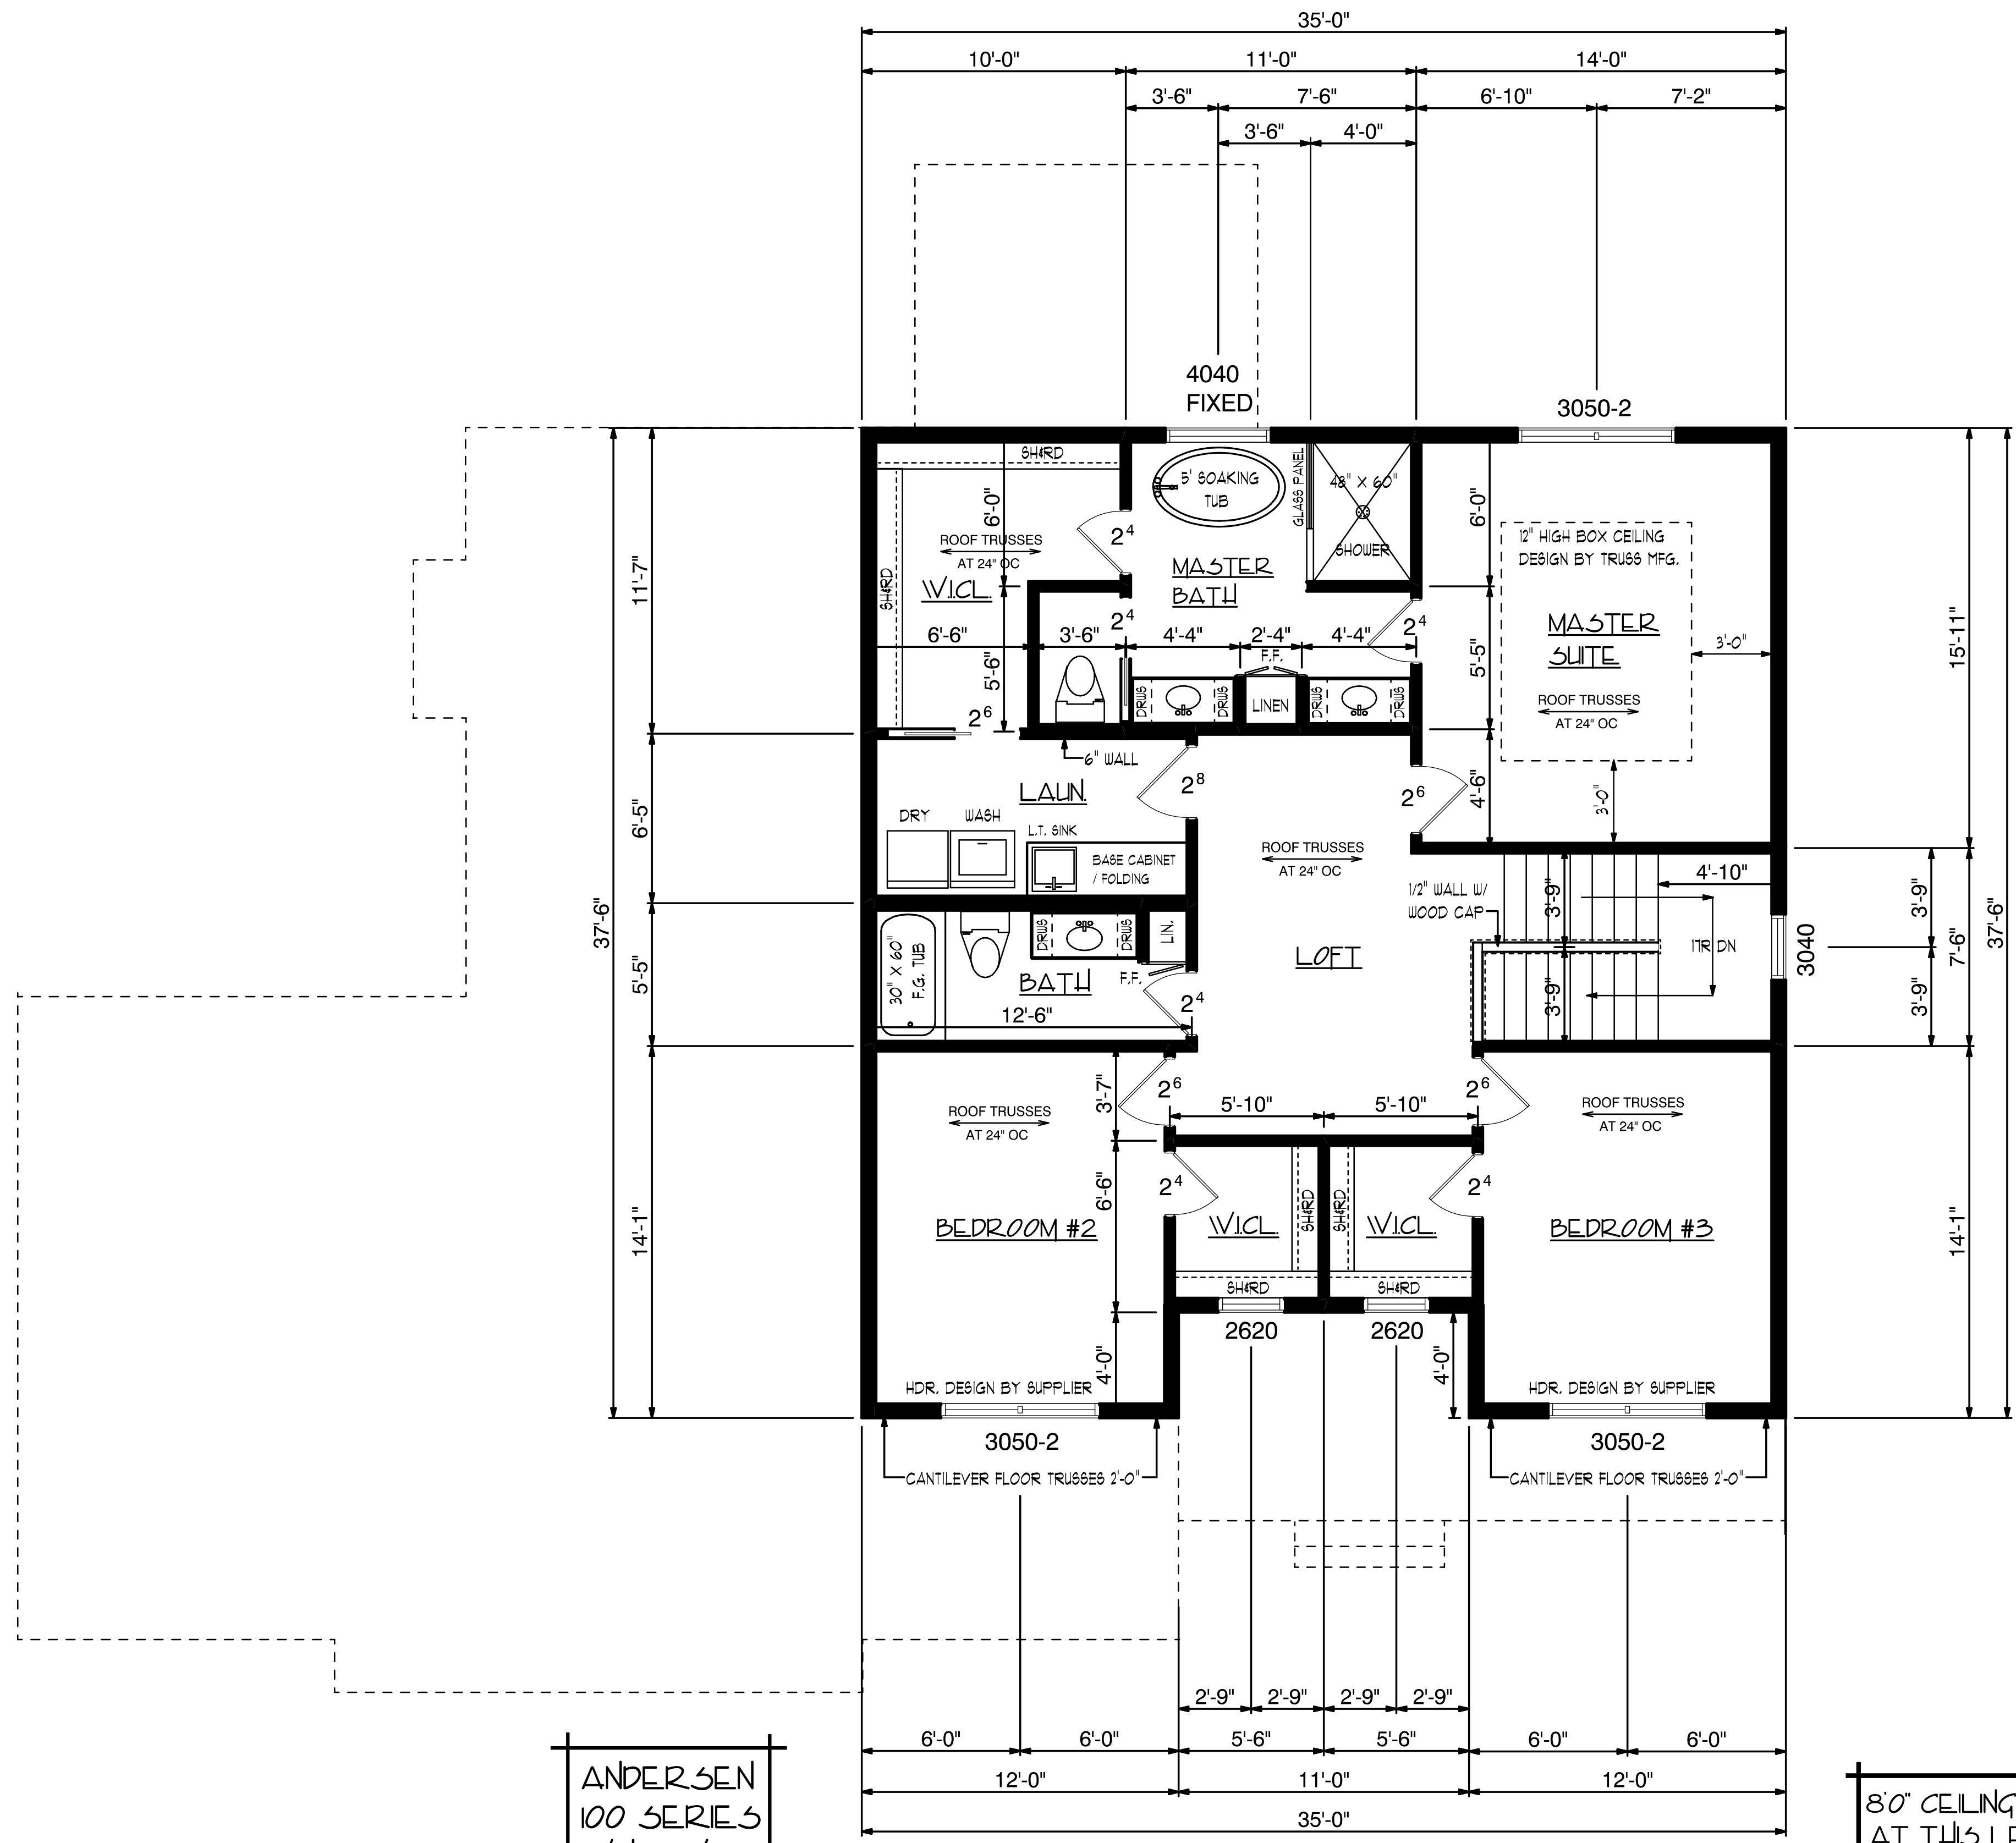 35'-0"
10'-0" 11'-0" 14'-0"
3'-6" 7'-6" 6'-10" 7'-2"
3'-6" 4'-0"
4040
FIXED
3050-2
SH&RD
5' SOAKING
TUB
GLASS PANEL
48" X 60"
SHOWER
6'-0"
6'-0"
2⁴
ROOF TRUSSES
AT 24" OC
12" HIGH BOX CEILING
DESIGN BY TRUSS MFG.
SH&RD
W.I.CL.
MASTER
BATH
11'-7"
15'-11"
2⁴
2⁴
MASTER
SUITE
6'-6" 3'-6" 4'-4" 2'-4" 4'-4"
3'-0"
F.F.
5'-6"
5'-5"
DRWS
DRWS
LINEN
DRWS
DRWS
ROOF TRUSSES
AT 24" OC
2⁶
6" WALL
2⁸
2⁶
4'-6"
3'-0"
LAUN.
DRY WASH
L.T. SINK
BASE CABINET
/ FOLDING
6'-5"
ROOF TRUSSES
AT 24" OC
1/2" WALL W/
WOOD CAP
3'-9"
4'-10"
3'-9"
37'-6"
37'-6"
7'-6"
3040
17R DN
5'-5"
30" X 60"
F.G. TUB
DRWS
DRWS
LIN.
F.F.
BATH
12'-6"
2⁴
LOFT
3'-9"
3'-9"
3'-7"
2⁶
2⁶
5'-10" 5'-10"
ROOF TRUSSES
AT 24" OC
ROOF TRUSSES
AT 24" OC
6'-6"
2⁴
2⁴
14'-1"
14'-1"
BEDROOM #2
W.I.CL.
SH&RD
SH&RD
W.I.CL.
BEDROOM #3
SH&RD
SH&RD
2620
2620
4'-0"
4'-0"
HDR. DESIGN BY SUPPLIER
HDR. DESIGN BY SUPPLIER
3050-2
3050-2
CANTILEVER FLOOR TRUSSES 2'-0"
CANTILEVER FLOOR TRUSSES 2'-0"
2'-9" 2'-9" 2'-9" 2'-9"
6'-0" 6'-0" 5'-6" 5'-6" 6'-0" 6'-0"
12'-0" 11'-0" 12'-0"
35'-0"
ANDERSEN
100 SERIES
8'0" CEILING
AT THIS